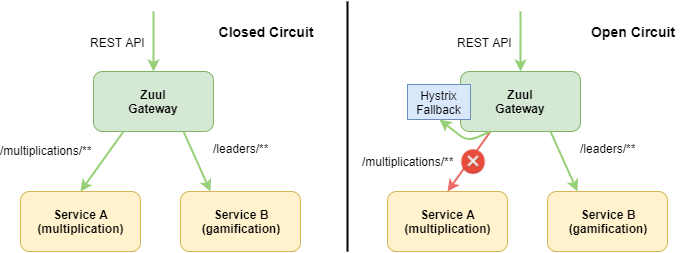 Closed Circuit
REST API
Zuul
Gateway
/multiplications/**
/leaders/**
Service A
(multiplication)
Service B
(gamification)
Open Circuit
REST API
Hystrix
Fallback
Zuul
Gateway
/multiplications/**
/leaders/**
Service A
(multiplication)
Service B
(gamification)